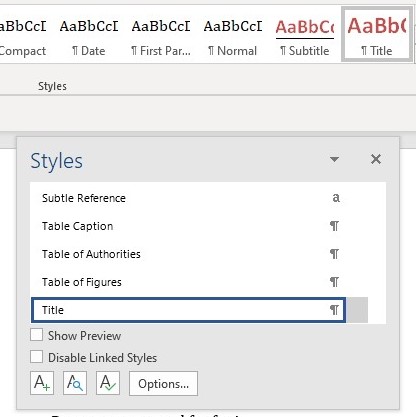 AaBbCcI AaBbCcI AaBbCcI AaBbCcI AaBbCc AaBb(
Compact ¶ Date ¶ First Par... ¶ Normal ¶ Subtitle ¶ Title
Styles
Styles
Subtle Reference a
Table Caption ¶
Table of Authorities ¶
Table of Figures ¶
Title ¶
Show Preview
Disable Linked Styles
Options...